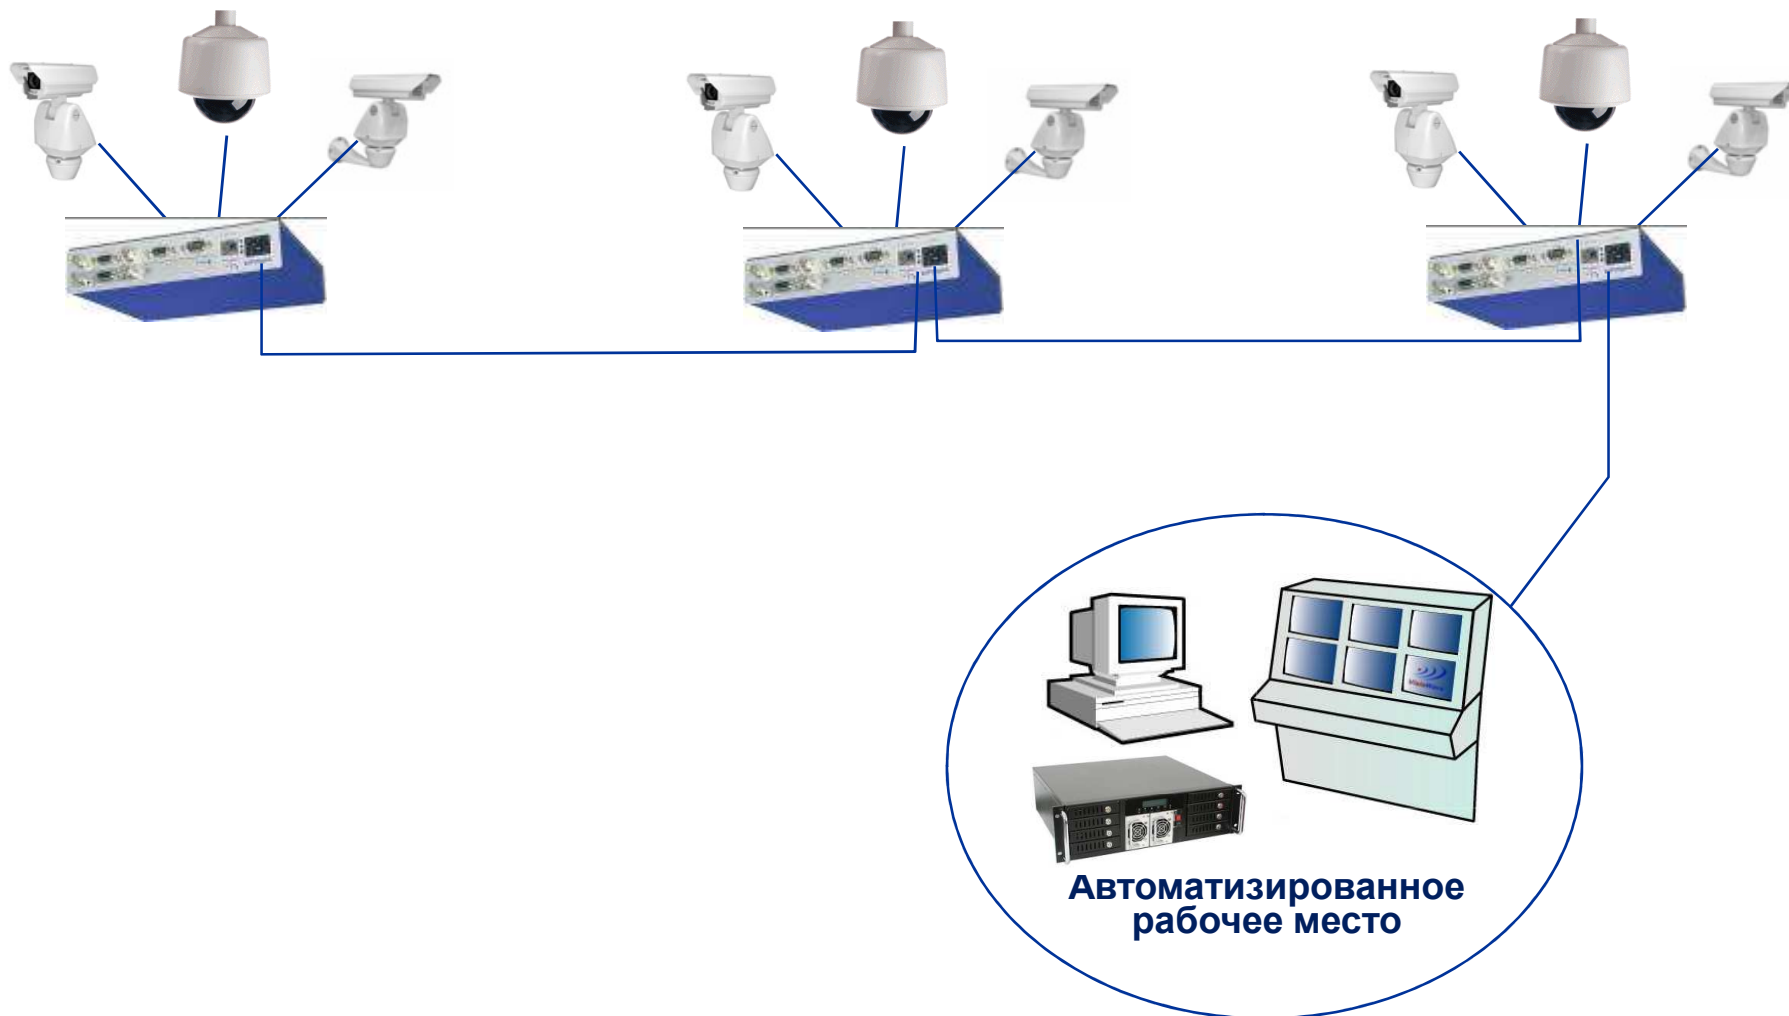 Автоматизированное
рабочее место